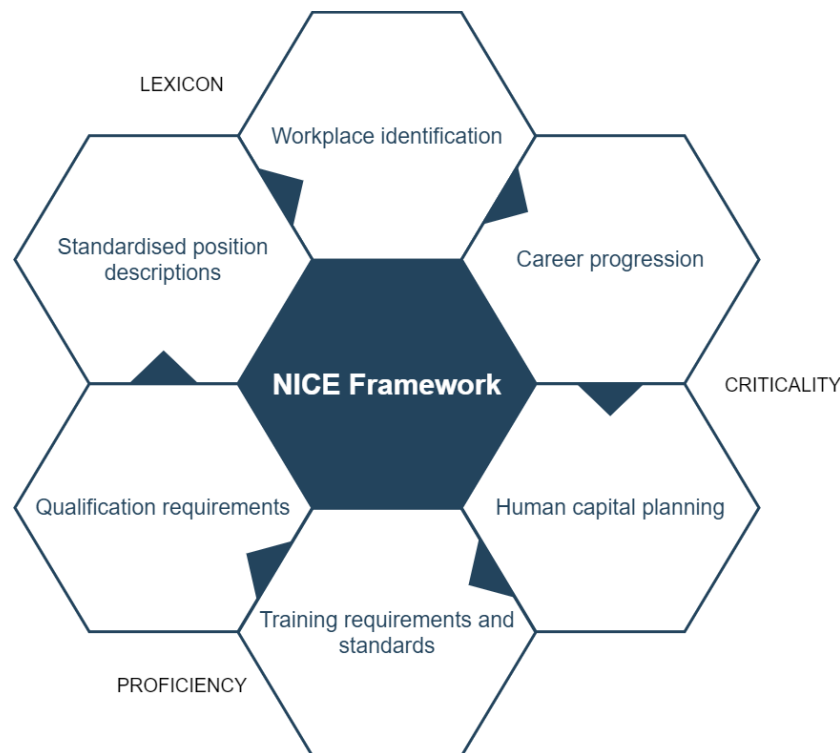 LEXICON
Workplace identification
Standardised position
descriptions
Career progression
NICE Framework
CRITICALITY
Qualification requirements
Human capital planning
Training requirements and
standards
PROFICIENCY